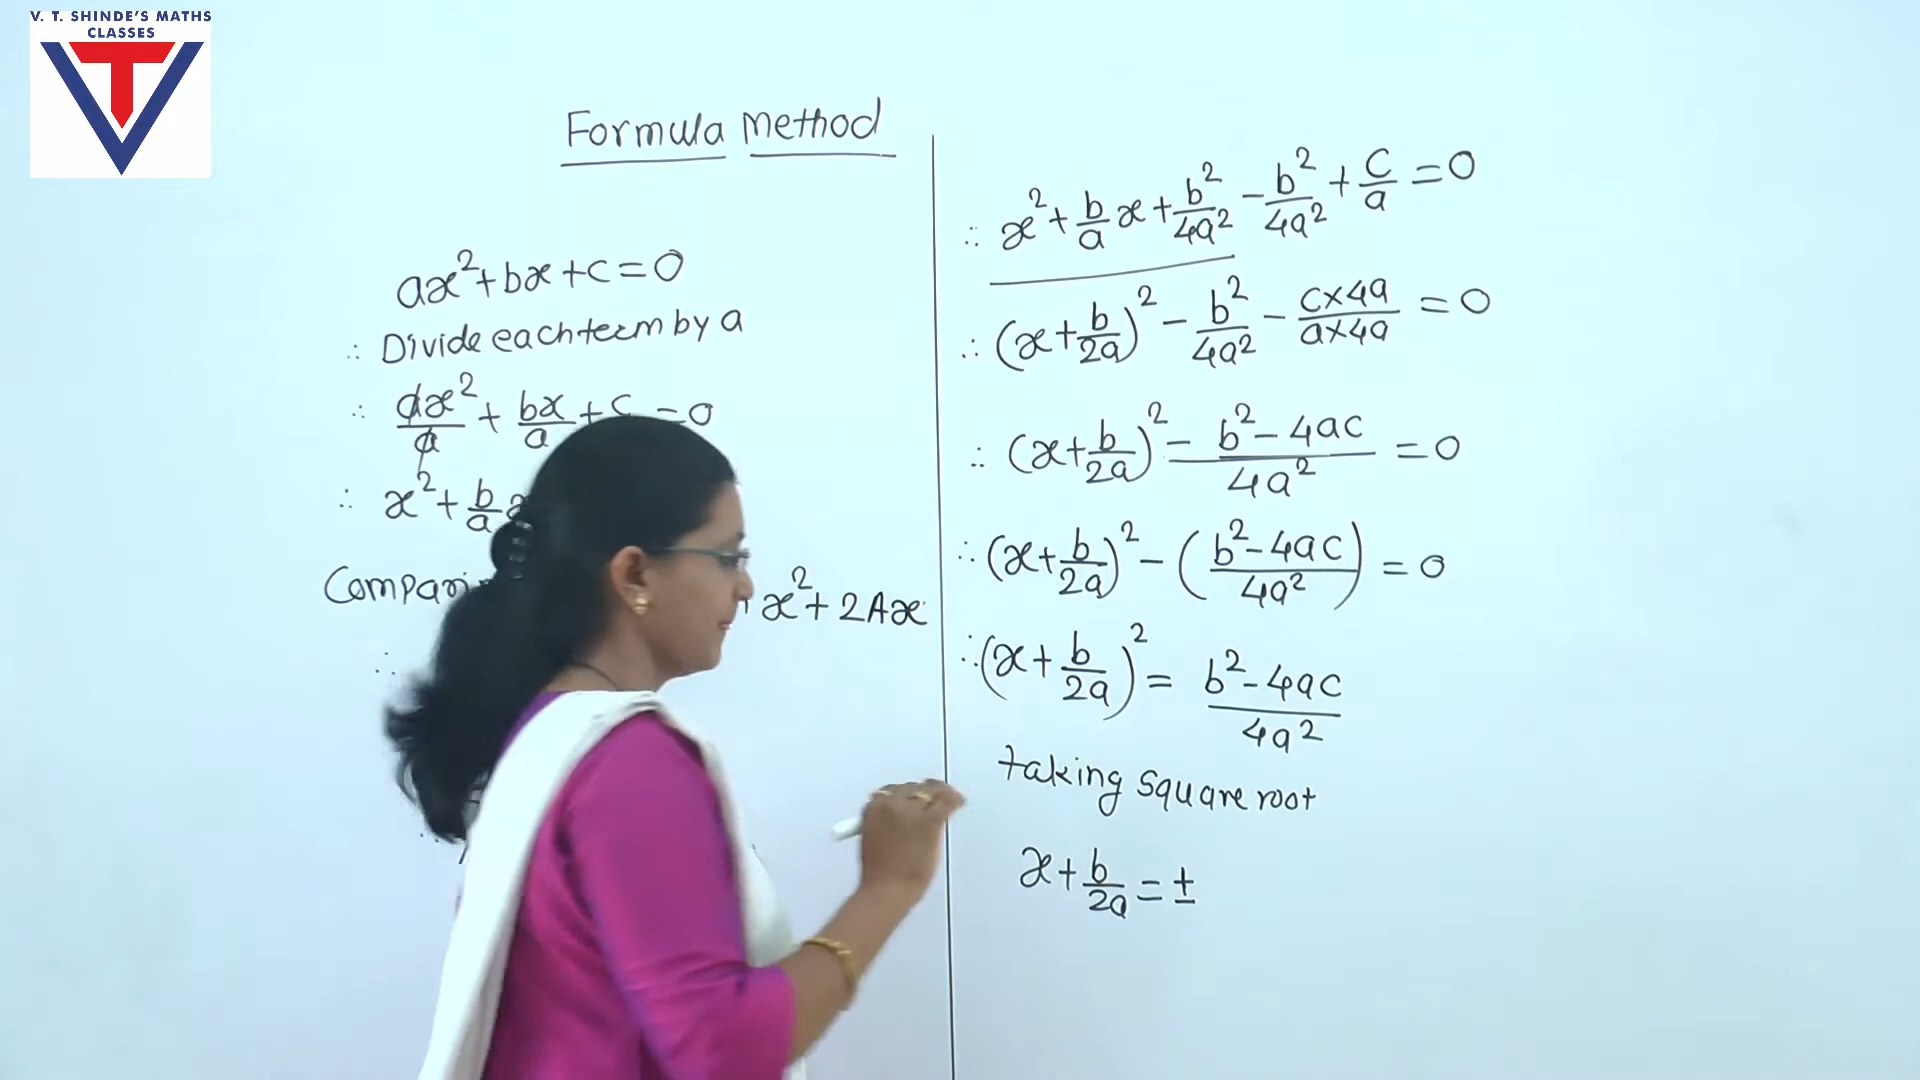 V. T. SHINDE'S MATHS
CLASSES
Formula Method
ax²+bx+c=0
∴ Divide each term by a
∴ ax²/a + bx/a + c =0
∴ x²+b/a
x²+2Ax
∴
∴ x²+b/a x+b²/4a²-b²/4a²+c/a=0
∴ (x+b/2a)²-b²/4a²-c×4a/a×4a=0
∴ (x+b/2a)²-b²-4ac/4a²=0
∴ (x+b/2a)²-(b²-4ac/4a²)=0
∴ (x+b/2a)²=b²-4ac/4a²
taking square root
x+b/2a=±